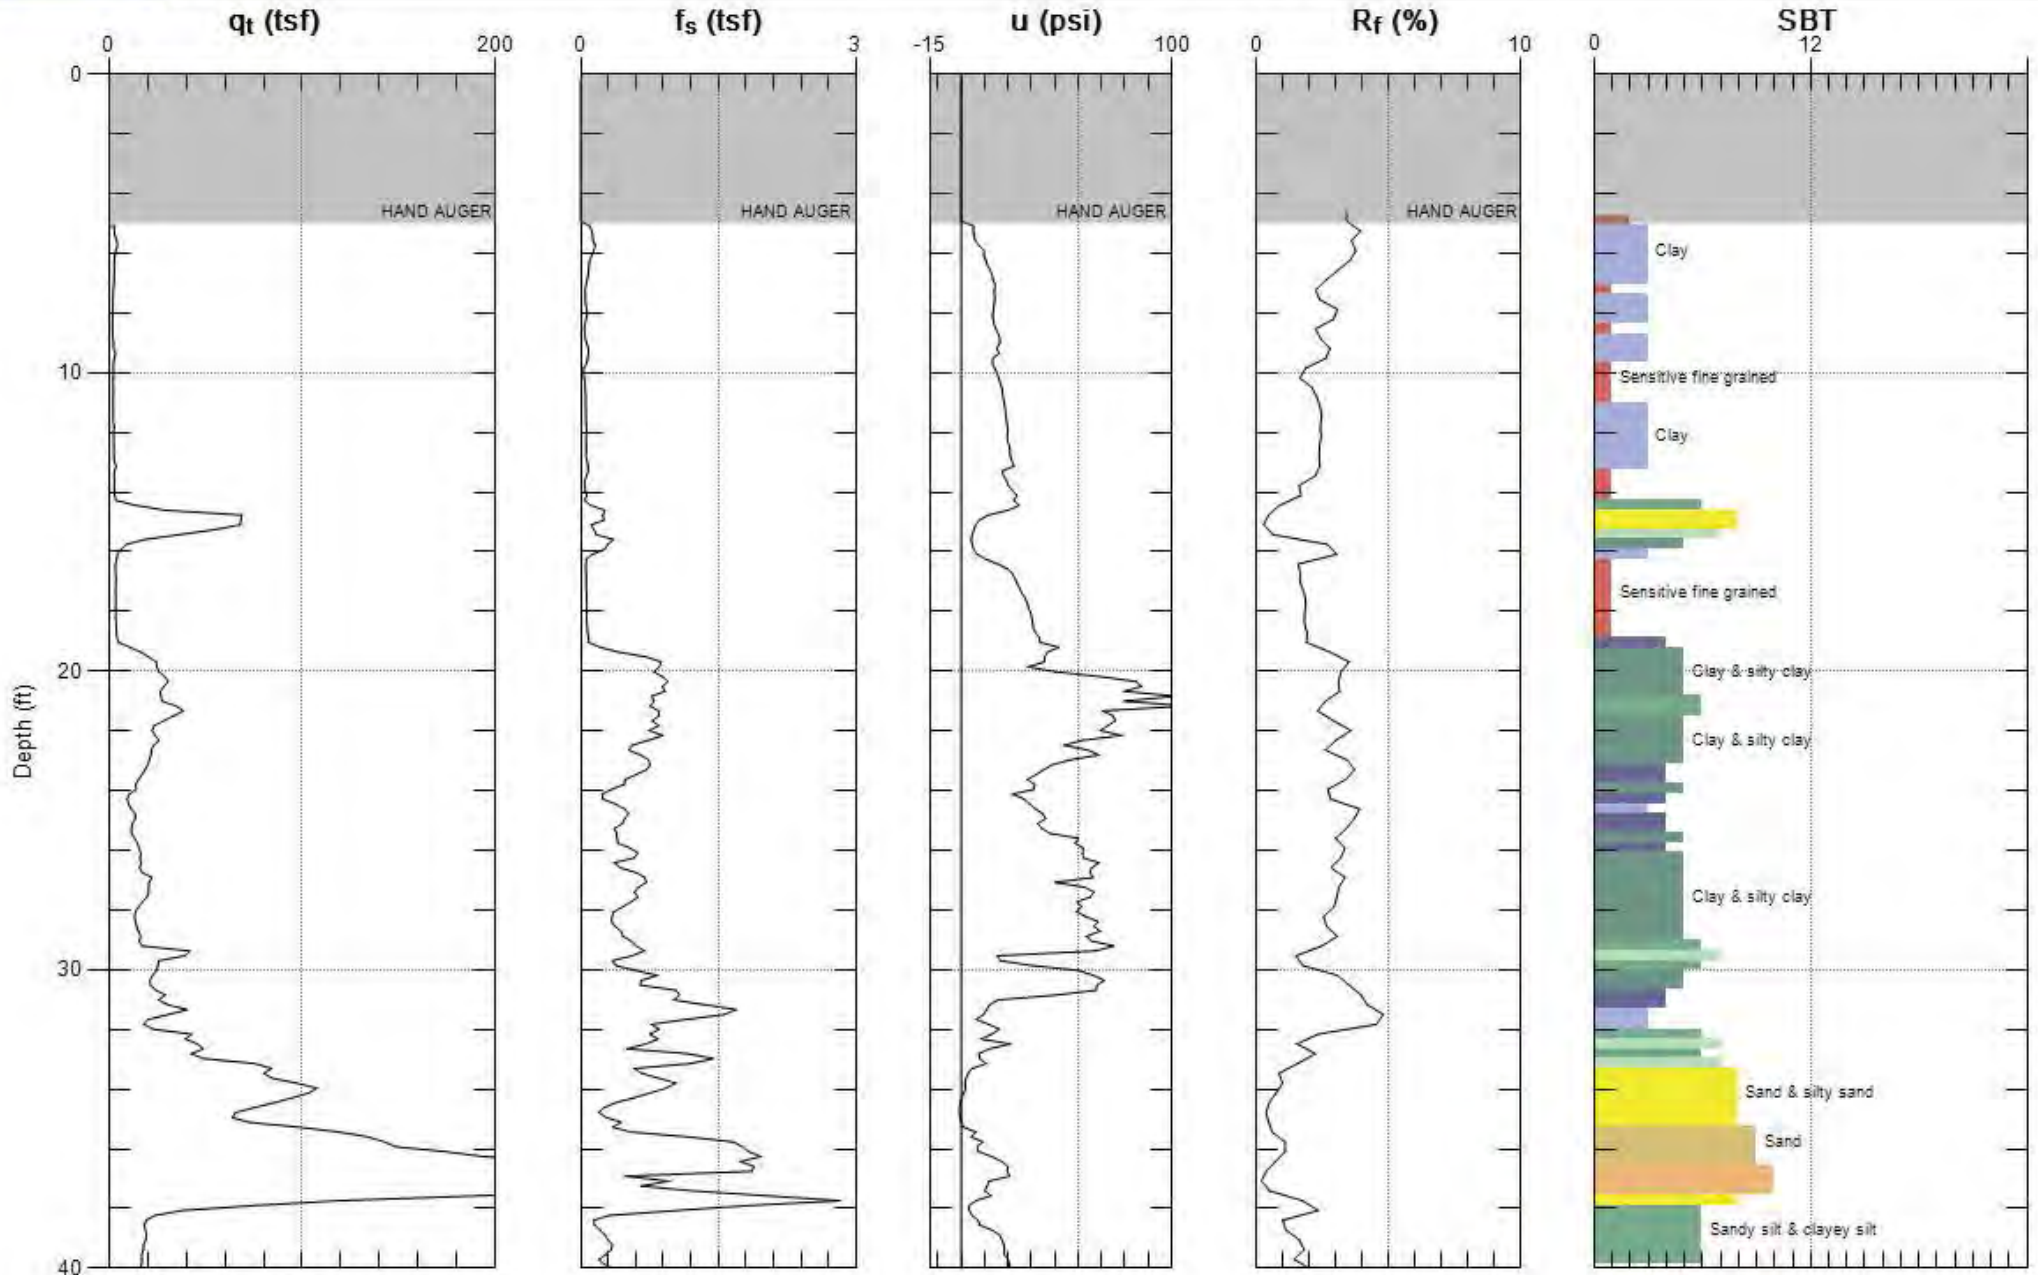 qt (tsf)
fs (tsf)
u (psi)
Rf (%)
SBT
0 200
0 3
-15 100
0 10
0 12
0
HAND AUGER
HAND AUGER
HAND AUGER
HAND AUGER
Clay
10
Sensitive fine grained
Clay
Sensitive fine grained
20
Clay & silty clay
Clay & silty clay
Depth (ft)
Clay & silty clay
30
Sand & silty sand
Sand
Sandy silt & clayey silt
40